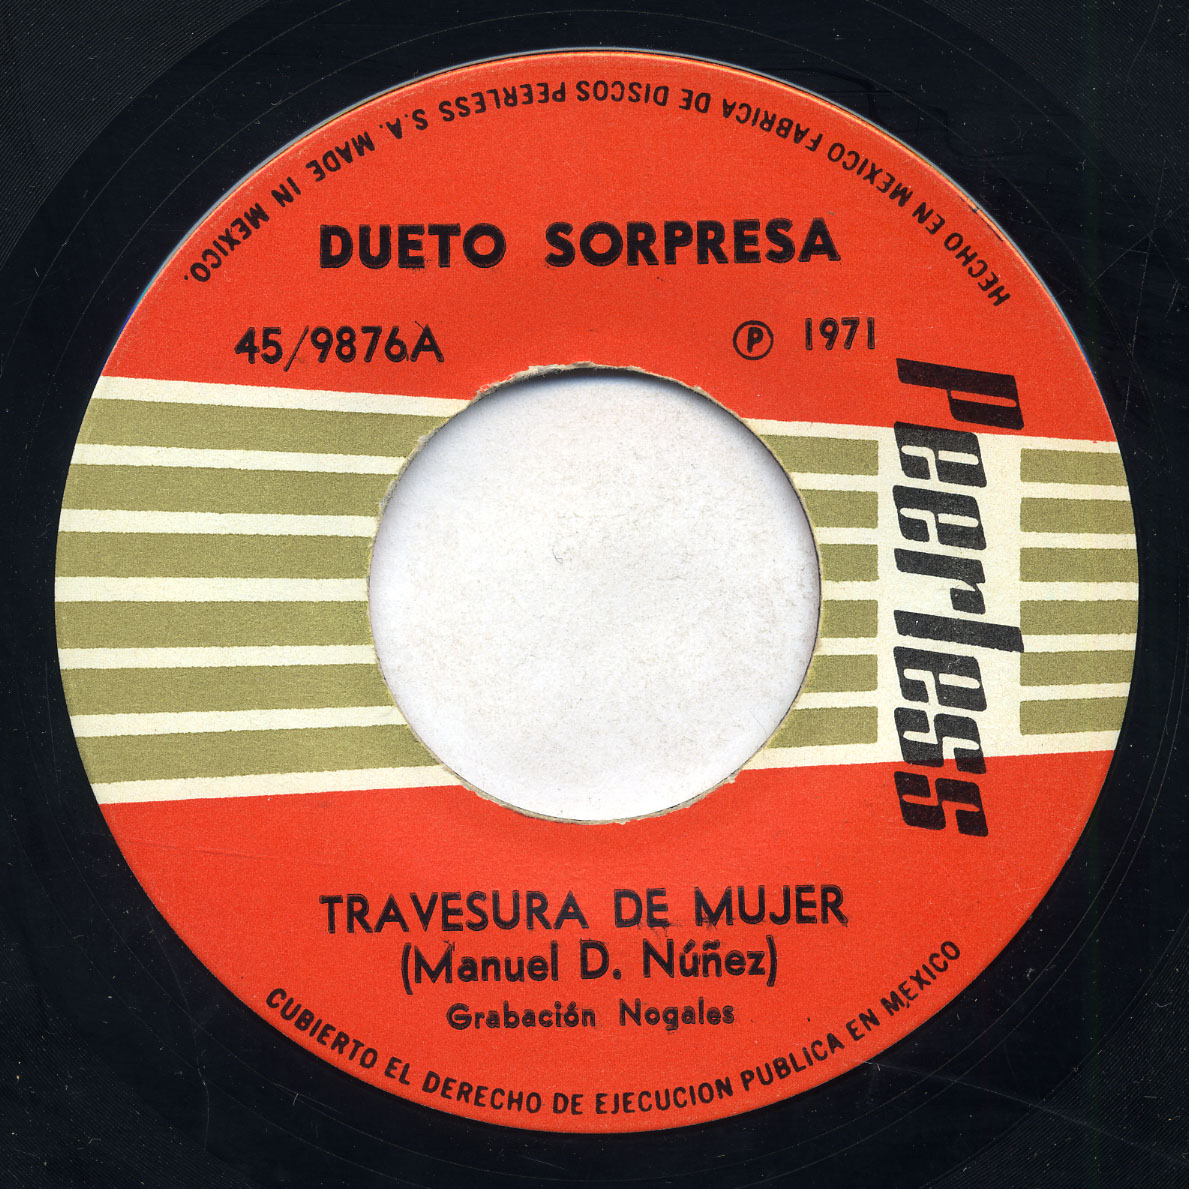 HECHO EN MEXICO FABRICA DE DISCOS PEERLESS S.A. MADE IN MEXICO.
DUETO SORPRESA
45/9876A
Ⓟ 1971
Peerless
TRAVESURA DE MUJER
(Manuel D. Núñez)
Grabación Nogales
CUBIERTO EL DERECHO DE EJECUCION PUBLICA EN MEXICO